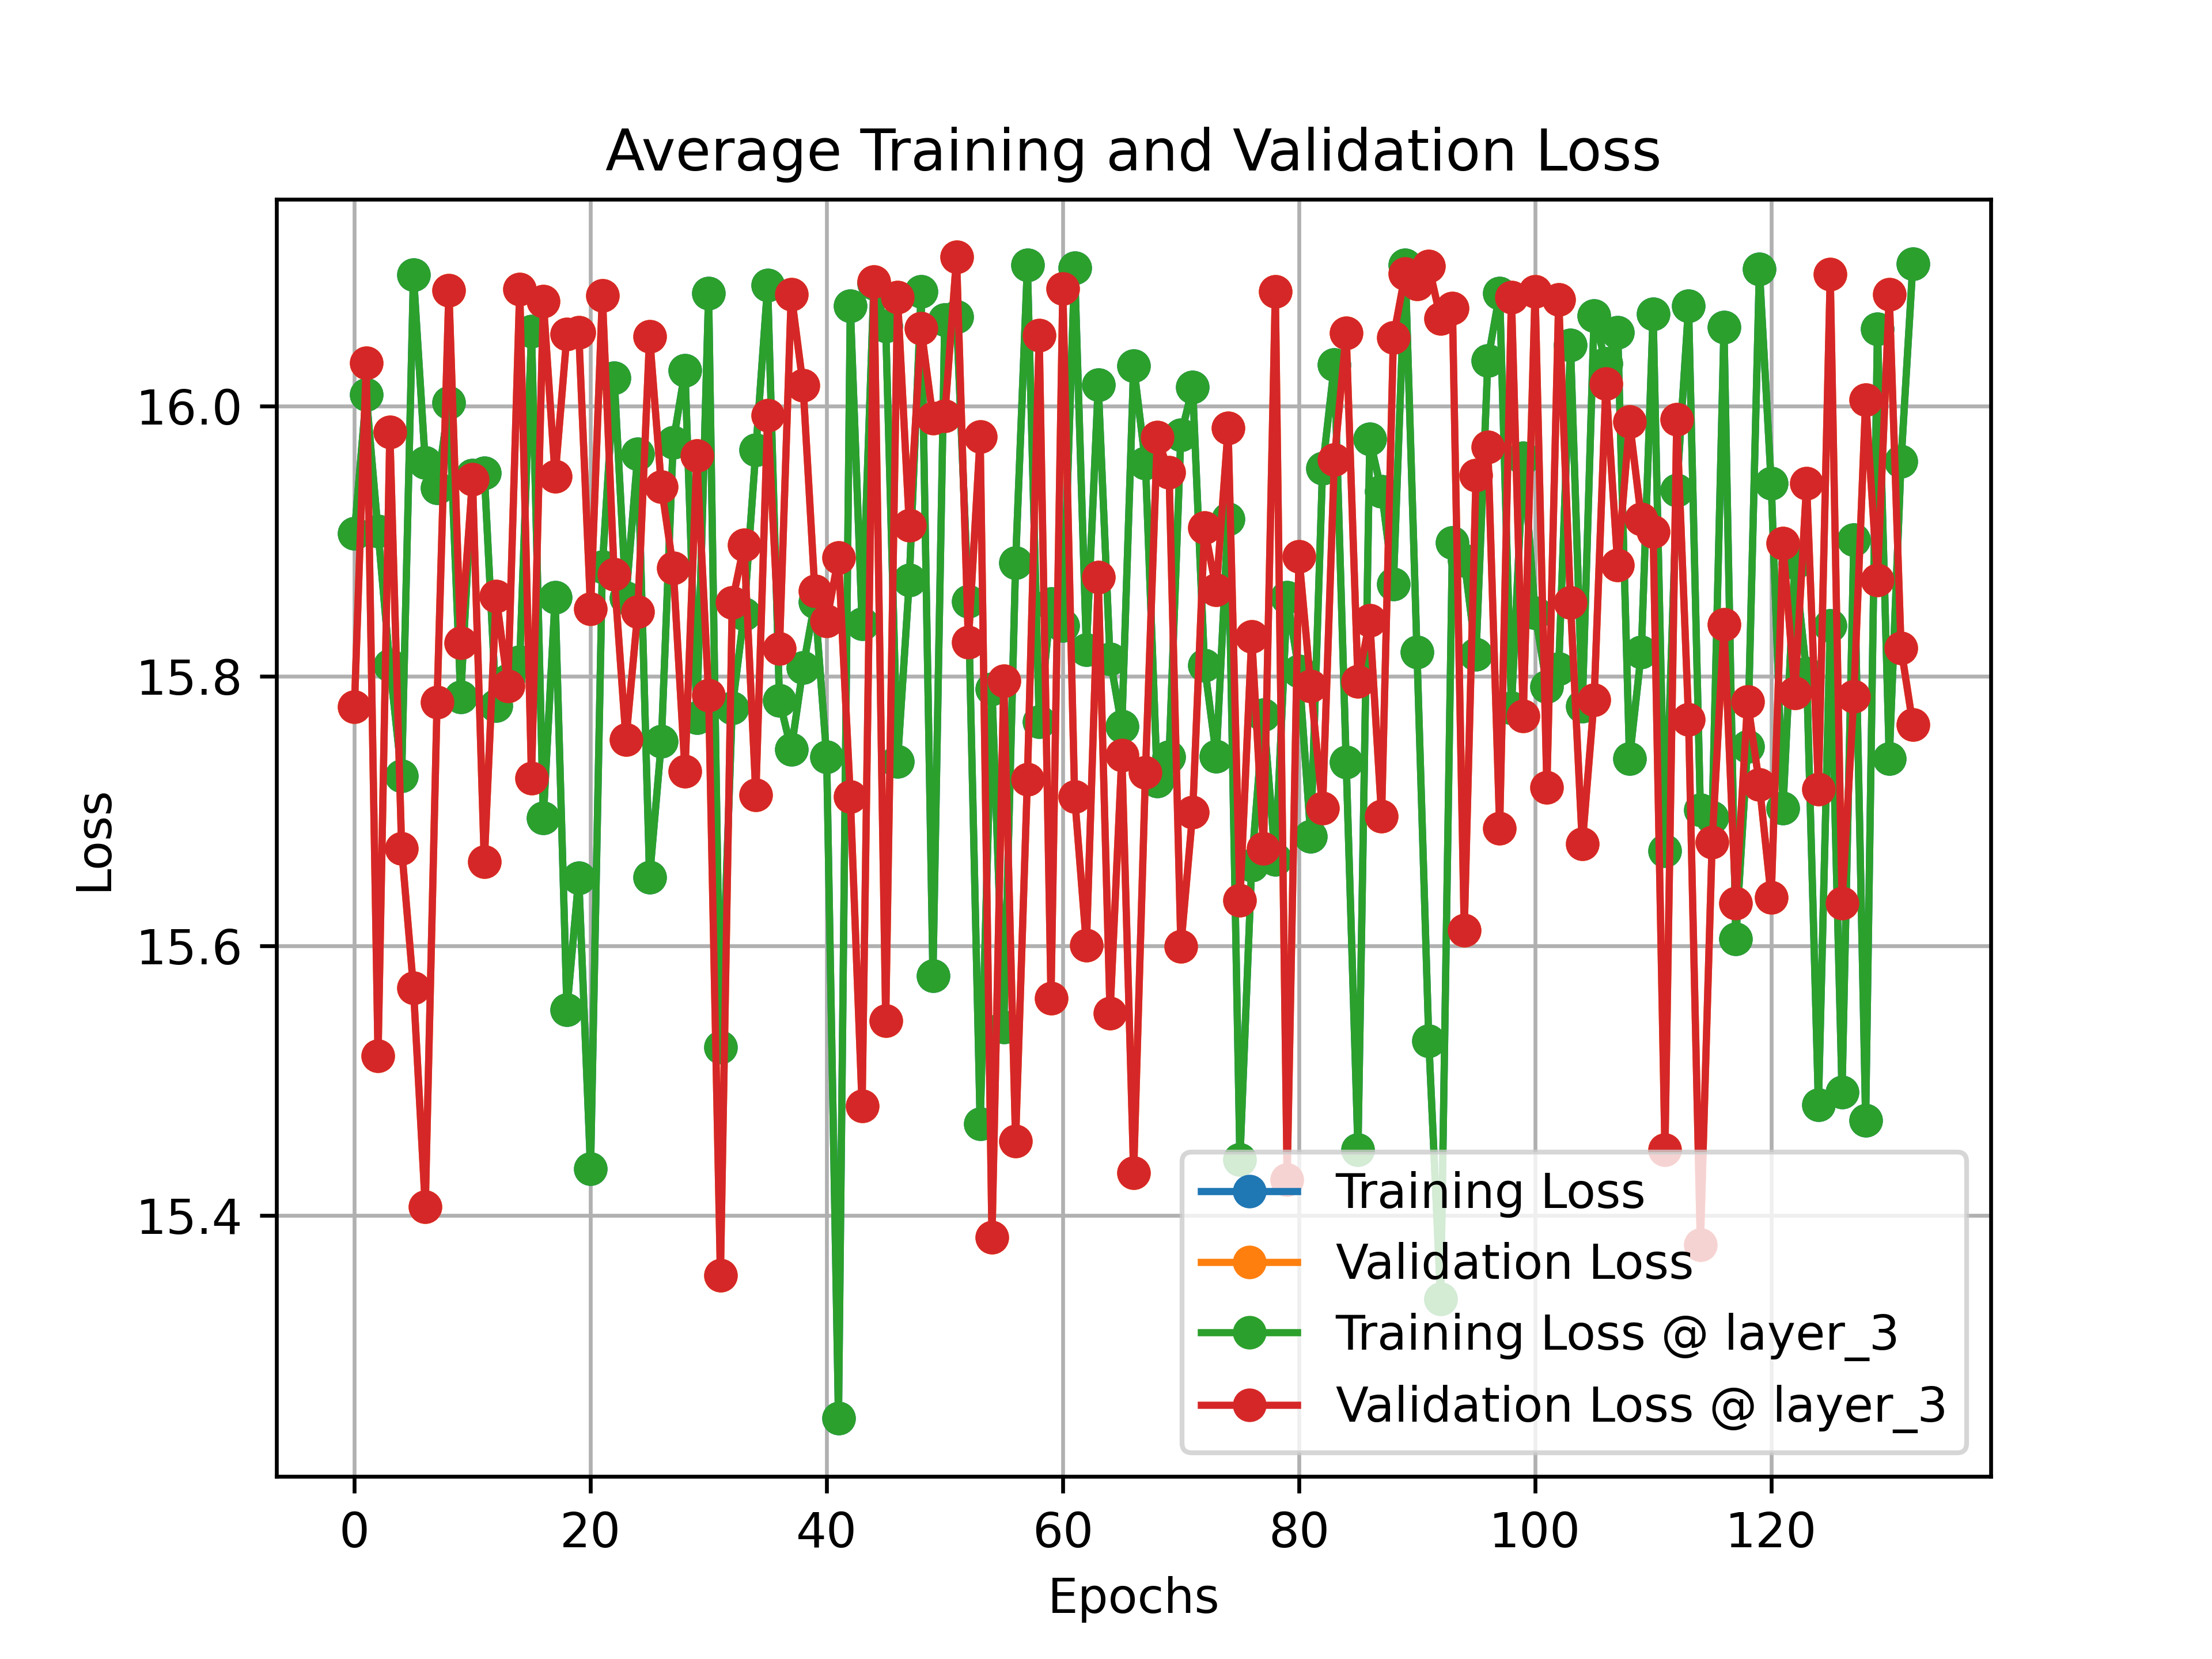 Average Training and Validation Loss
Loss
16.0
15.8
15.6
15.4
0 20 40 60 80 100 120
Epochs
Training Loss
Validation Loss
Training Loss @ layer_3
Validation Loss @ layer_3